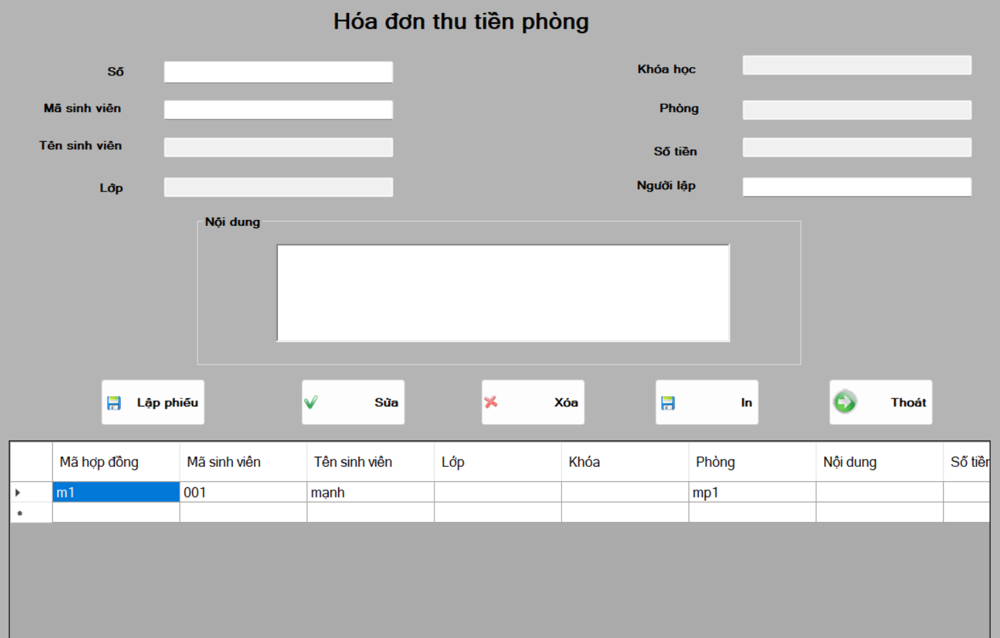 Hóa đơn thu tiền phòng
Số
Khóa học
Mã sinh viên
Phòng
Tên sinh viên
Số tiền
Lớp
Người lập
Nội dung
Lập phiếu
Sửa
Xóa
In
Thoát
Mã hợp đồng Mã sinh viên Tên sinh viên Lớp Khóa Phòng Nội dung Số tiền
m1 001 mạnh mp1